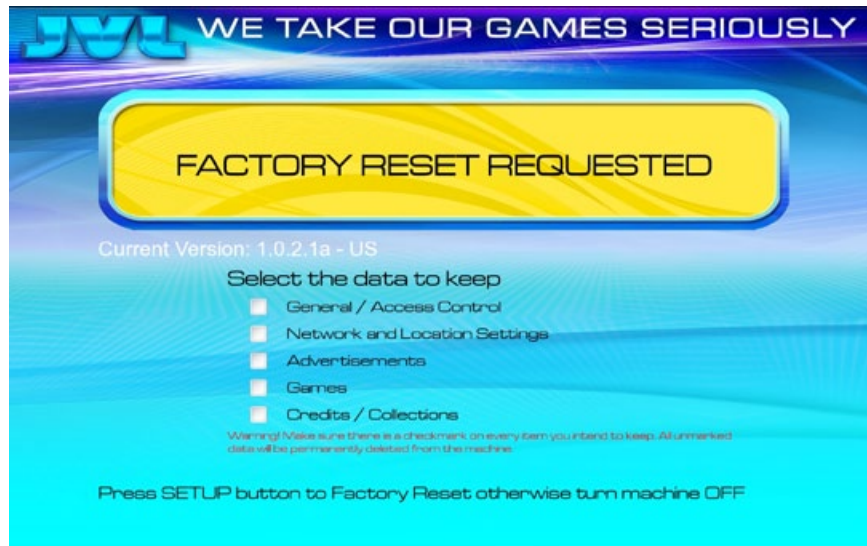 JVL WE TAKE OUR GAMES SERIOUSLY
FACTORY RESET REQUESTED
Current Version: 1.0.2.1a - US
Select the data to keep
General / Access Control
Network and Location Settings
Advertisements
Games
Credits / Collections
Warning! Make sure there is a checkmark on every item you intend to keep. All unmarked
data will be permanently deleted from the machine.
Press SETUP button to Factory Reset otherwise turn machine OFF